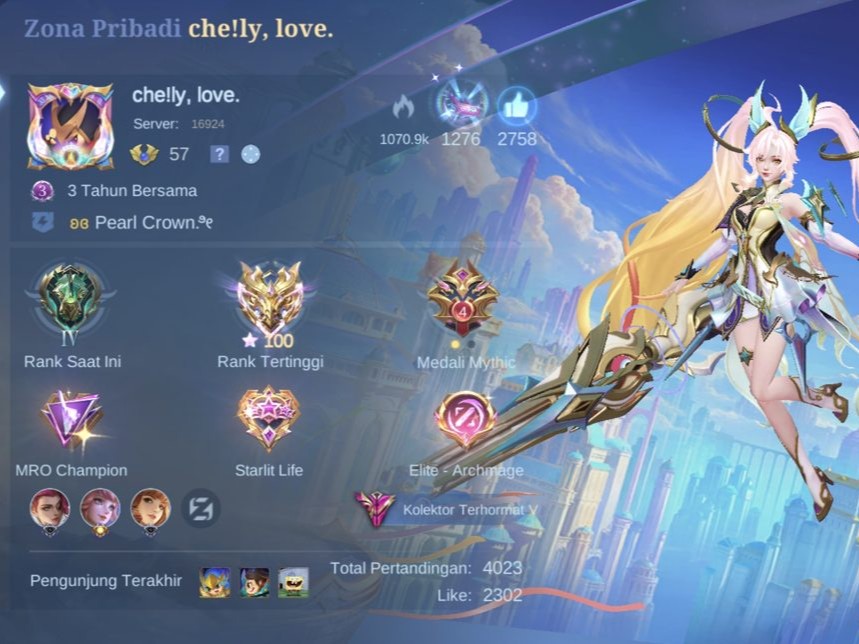 Zona Pribadi che!ly, love.
che!ly, love.
Server: 16924
57 ?
1070.9k 1276 2758
3 3 Tahun Bersama
ʚɞ Pearl Crown.
IV
100
4
Rank Saat Ini
Rank Tertinggi
Medali Mythic
MRO Champion
Starlit Life
Elite - Archmage
Kolektor Terhormat V
Pengunjung Terakhir
Total Pertandingan: 4023
Like: 2302